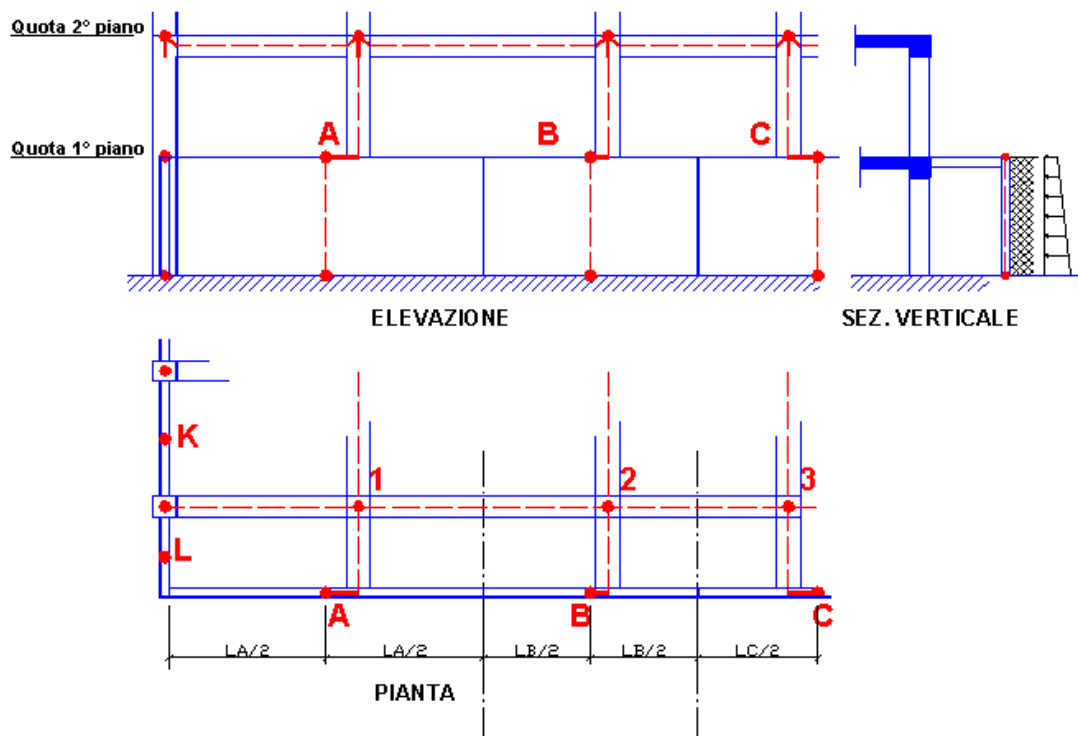 Quota 2° piano
A
B
C
Quota 1° piano
ELEVAZIONE
SEZ. VERTICALE
K
1
2
3
L
A
B
C
LA/2
LA/2
LB/2
LB/2
LC/2
PIANTA